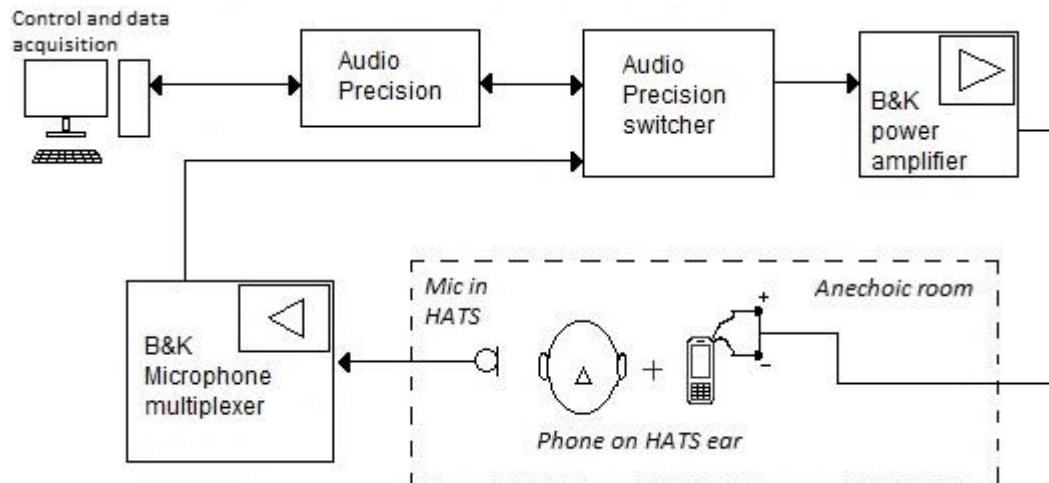 Control and data
acquisition
Audio
Precision
Audio
Precision
switcher
B&K
power
amplifier
B&K
Microphone
multiplexer
Mic in
HATS
Anechoic room
+
−
+
Phone on HATS ear